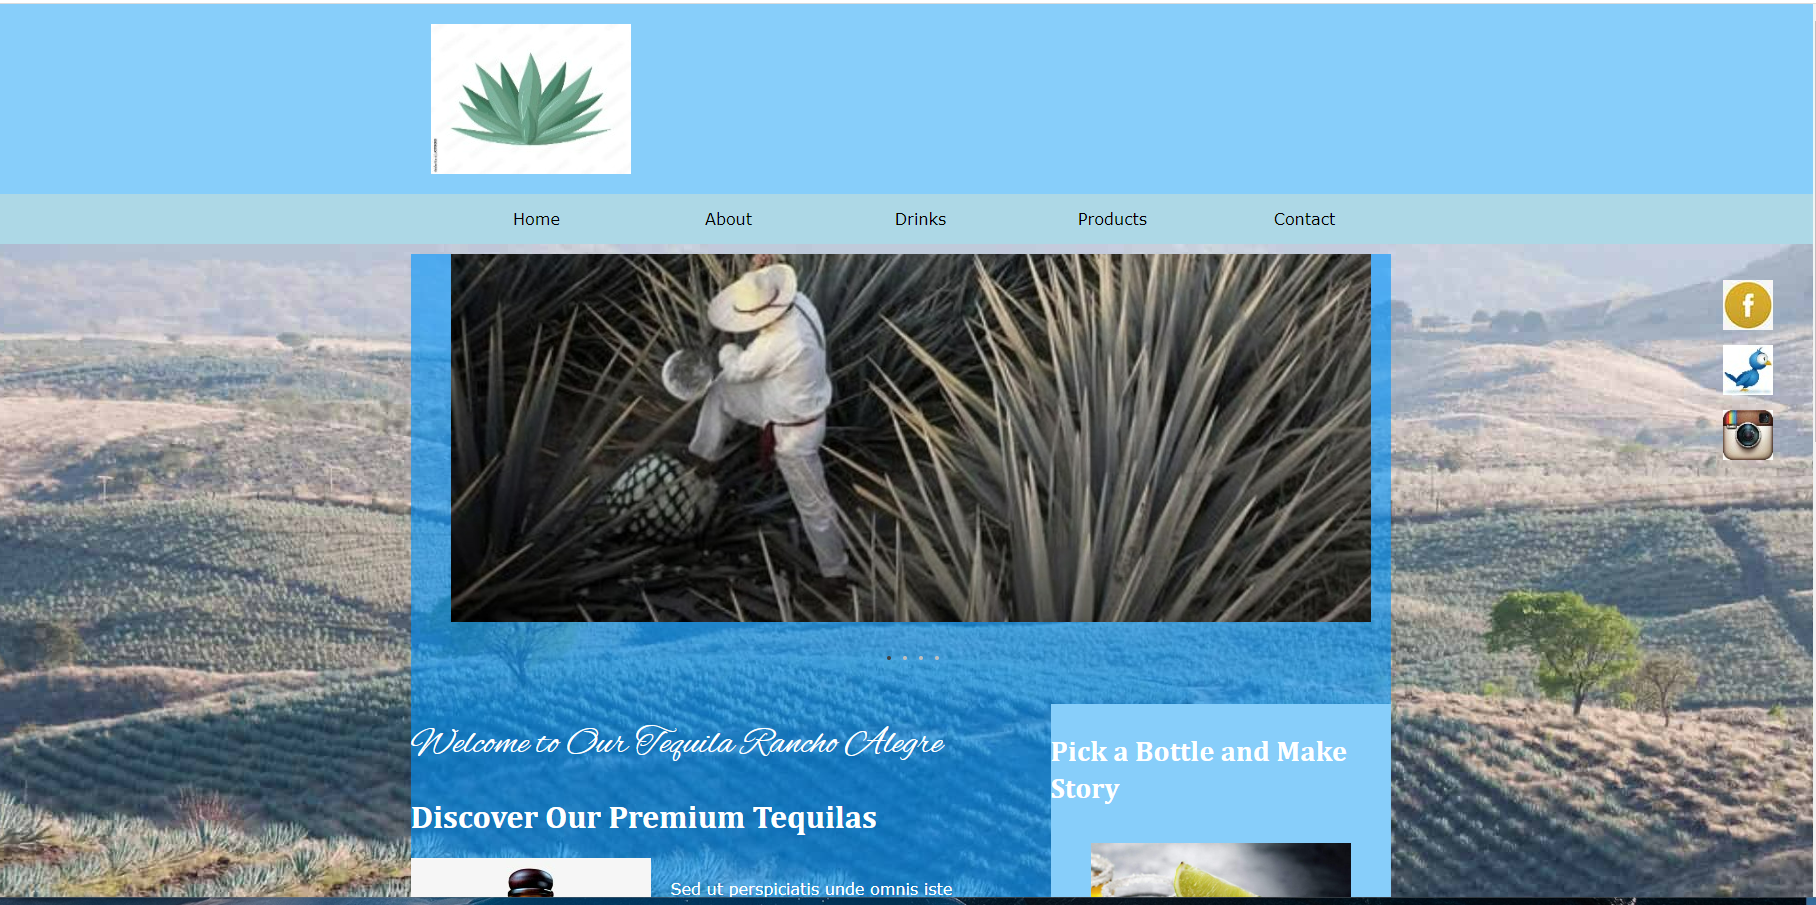 Home About Drinks Products Contact
f
Welcome to Our Tequila Rancho Alegre
Discover Our Premium Tequilas
Sed ut perspiciatis unde omnis iste
Pick a Bottle and Make
Story